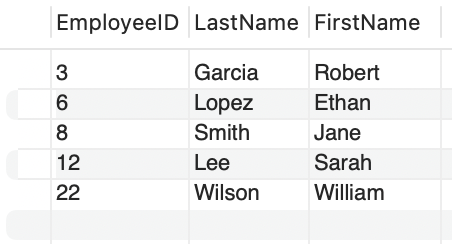 EmployeeID LastName FirstName
3 Garcia Robert
6 Lopez Ethan
8 Smith Jane
12 Lee Sarah
22 Wilson William